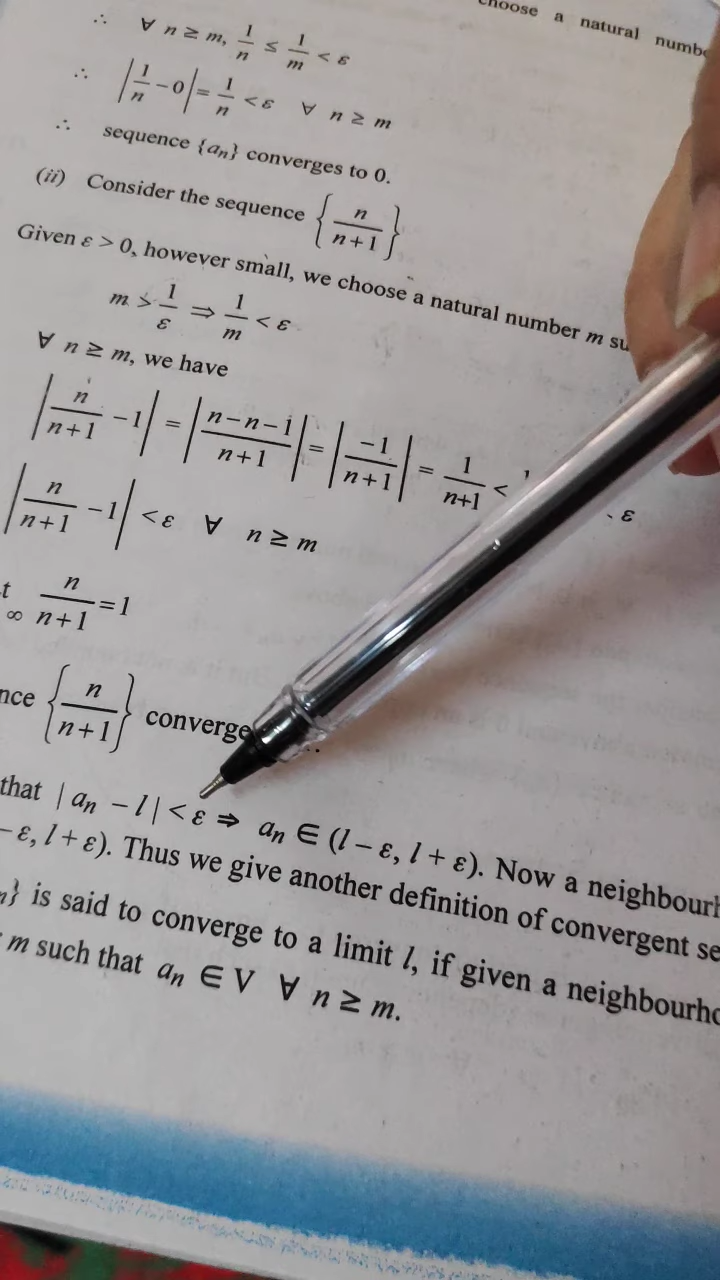 choose a natural numbe
∴ ∀ n ≥ m, 1/n ≤ 1/m < ε
∴ |1/n − 0| = 1/n < ε ∀ n ≥ m
∴ sequence {aₙ} converges to 0.
(ii) Consider the sequence {n/(n+1)}
Given ε > 0, however small, we choose a natural number m su
m > 1/ε ⇒ 1/m < ε
∀ n ≥ m, we have
|n/(n+1) − 1| = |(n−n−1)/(n+1)| = |−1/(n+1)| = 1/(n+1) < ε
|n/(n+1) − 1| < ε ∀ n ≥ m
t n/(n+1) = 1
∞
nce {n/(n+1)} converge
that | aₙ − l | < ε ⇒ aₙ ∈ (l − ε, l + ε). Now a neighbourh
− ε, l + ε). Thus we give another definition of convergent se
ₙ} is said to converge to a limit l, if given a neighbourho
m such that aₙ ∈ V ∀ n ≥ m.